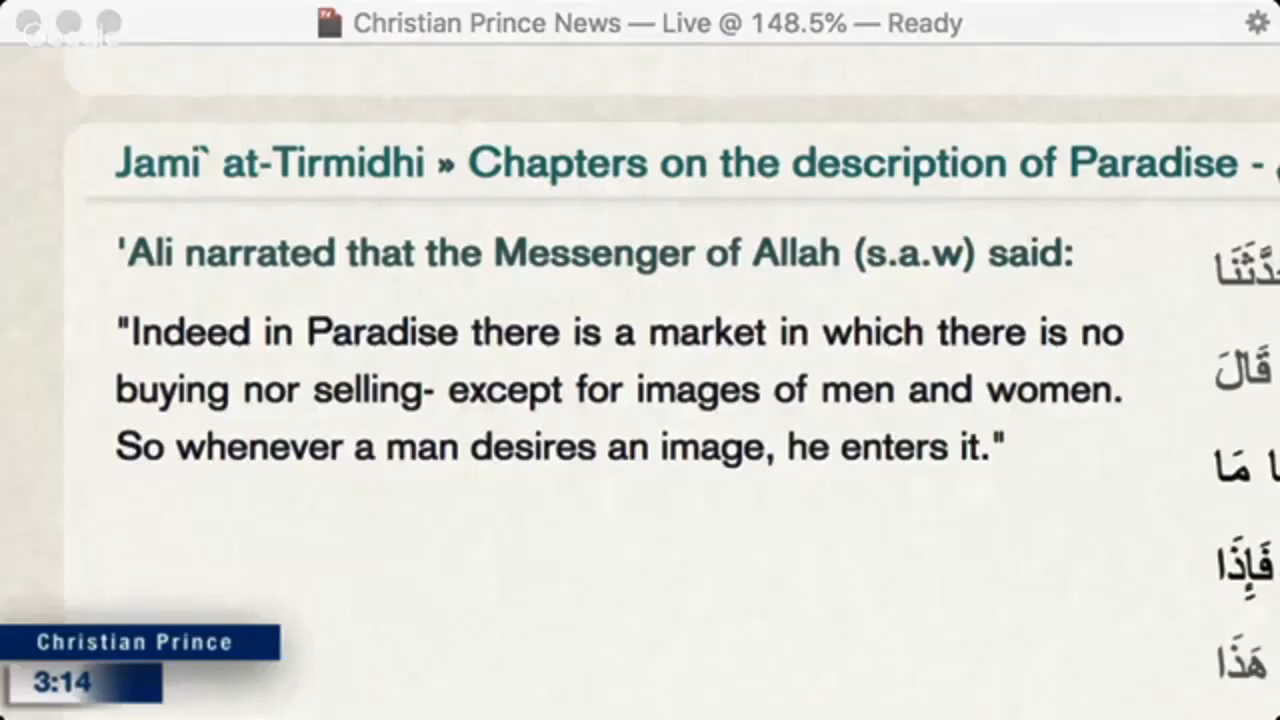 Christian Prince News — Live @ 148.5% — Ready
Google
Jami` at-Tirmidhi » Chapters on the description of Paradise -
'Ali narrated that the Messenger of Allah (s.a.w) said:
"Indeed in Paradise there is a market in which there is no
buying nor selling- except for images of men and women.
So whenever a man desires an image, he enters it."
قَالَ
مَا
فَإِذَا
هَذَا
Christian Prince
3:14